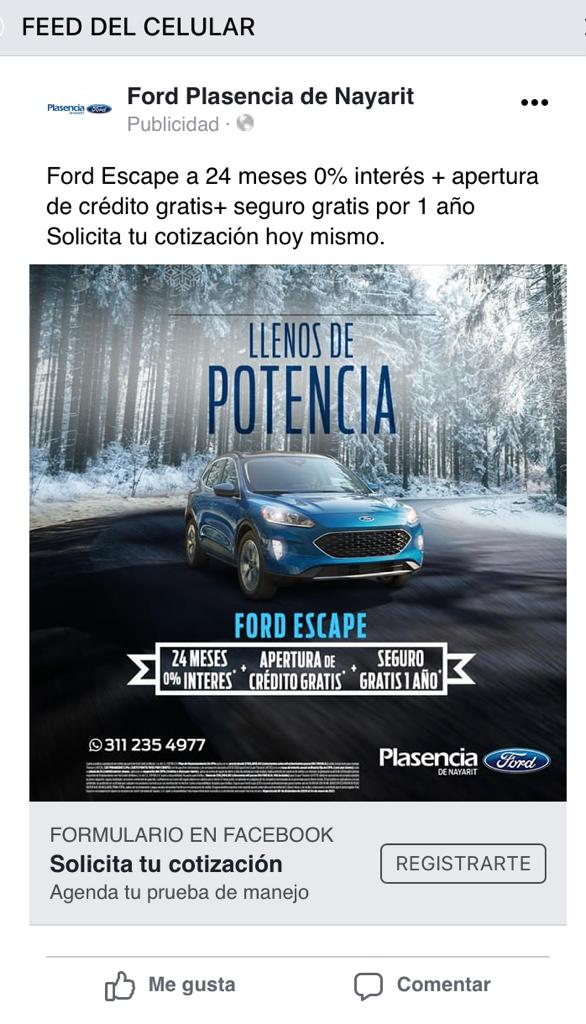 FEED DEL CELULAR
Plasencia Ford
Ford Plasencia de Nayarit
Publicidad ·
Ford Escape a 24 meses 0% interés + apertura
de crédito gratis+ seguro gratis por 1 año
Solicita tu cotización hoy mismo.
LLENOS DE
POTENCIA
FORD ESCAPE
24 MESES + APERTURA DE + SEGURO
0% INTERES* CRÉDITO GRATIS* GRATIS 1 AÑO*
311 235 4977
Plasencia Ford
DE NAYARIT
FORMULARIO EN FACEBOOK
Solicita tu cotización
REGISTRARTE
Agenda tu prueba de manejo
Me gusta Comentar